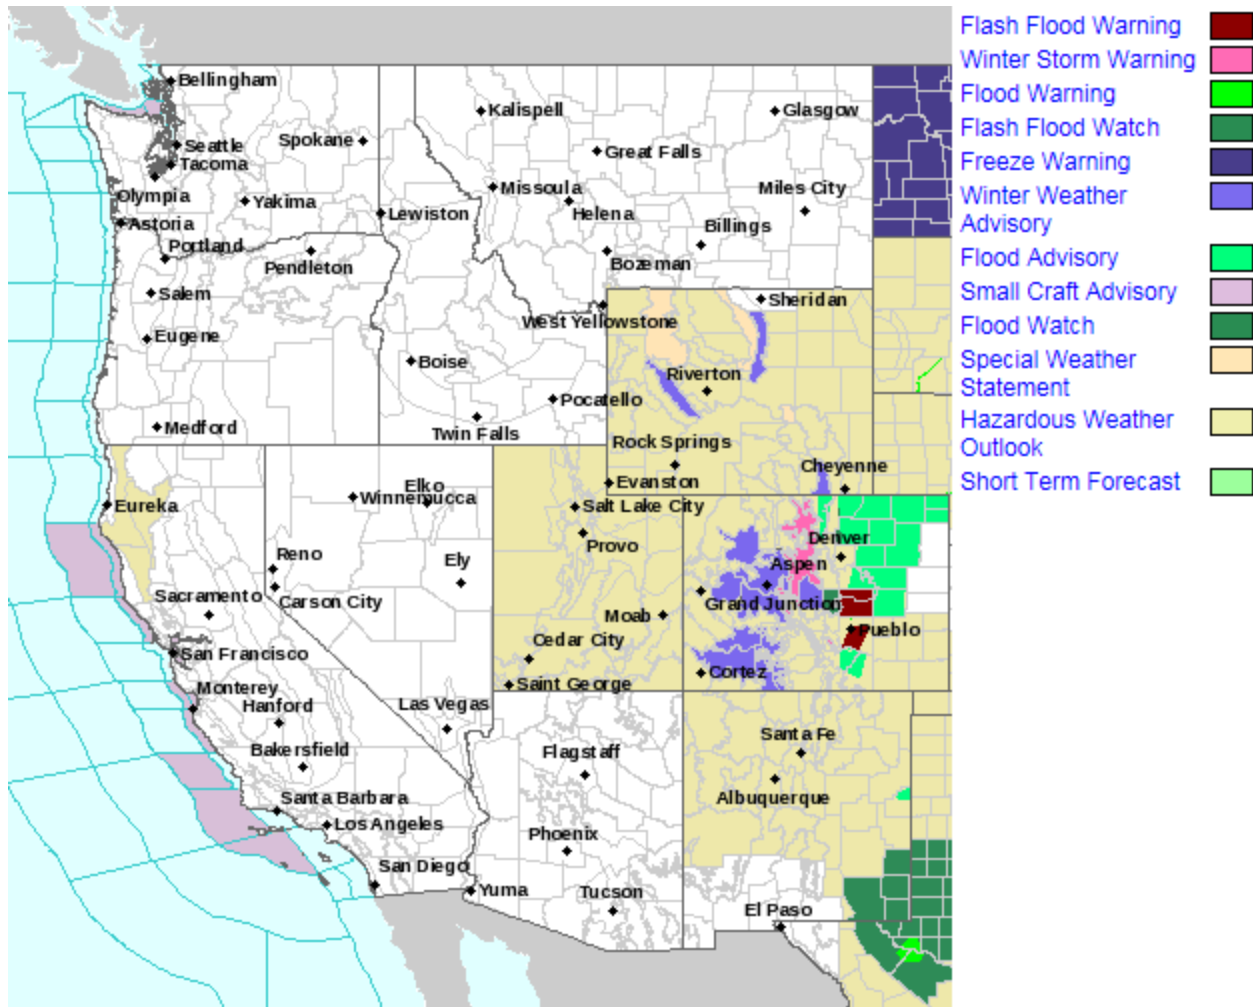 Bellingham
Kalispell
Glasgow
Seattle
Spokane
Great Falls
Tacoma
Olympia
Yakima
Missoula
Miles City
Astoria
Lewiston
Helena
Billings
Portland
Pendleton
Bozeman
Salem
Sheridan
West Yellowstone
Eugene
Boise
Riverton
Pocatello
Medford
Twin Falls
Rock Springs
Cheyenne
Evanston
Elko
Winnemucca
Eureka
Salt Lake City
Provo
Denver
Reno
Ely
Aspen
Sacramento
Carson City
Grand Junction
Moab
Pueblo
Cedar City
San Francisco
Cortez
Saint George
Monterey
Hanford
Las Vegas
Santa Fe
Bakersfield
Flagstaff
Albuquerque
Santa Barbara
Los Angeles
Phoenix
San Diego
Yuma
Tucson
El Paso
Flash Flood Warning
Winter Storm Warning
Flood Warning
Flash Flood Watch
Freeze Warning
Winter Weather
Advisory
Flood Advisory
Small Craft Advisory
Flood Watch
Special Weather
Statement
Hazardous Weather
Outlook
Short Term Forecast